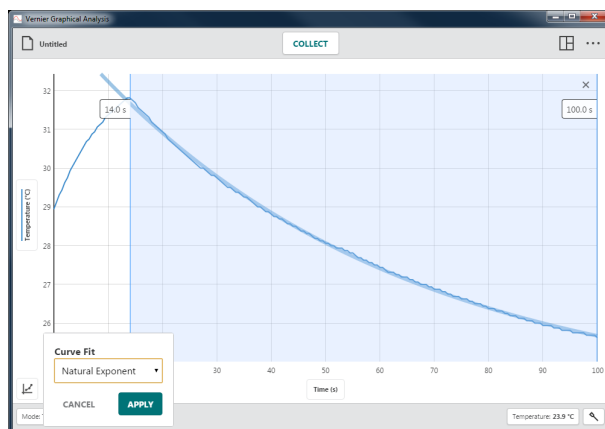 Vernier Graphical Analysis
Untitled
COLLECT
32
31
30
29
28
27
26
14.0 s
100.0 s
Temperature (°C)
30
40
50
60
70
80
90
100
Time (s)
Curve Fit
Natural Exponent
CANCEL
APPLY
Mode:
Temperature: 23.9 °C